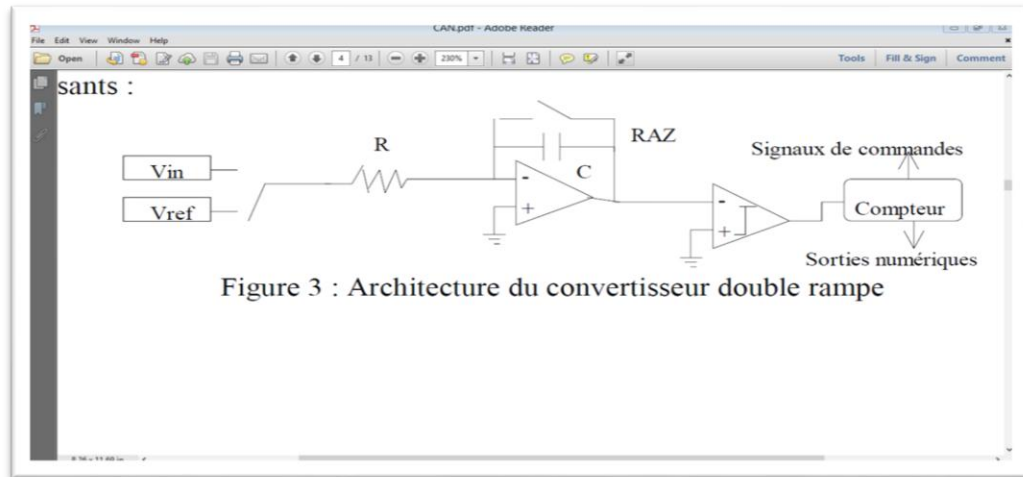 CAN.pdf - Adobe Reader
File Edit View Window Help
Open 4 / 13 230% Tools Fill & Sign Comment
sants :
RAZ
R
Signaux de commandes
Vin
C
-
-
Vref
+
Compteur
+
Sorties numériques
Figure 3 : Architecture du convertisseur double rampe